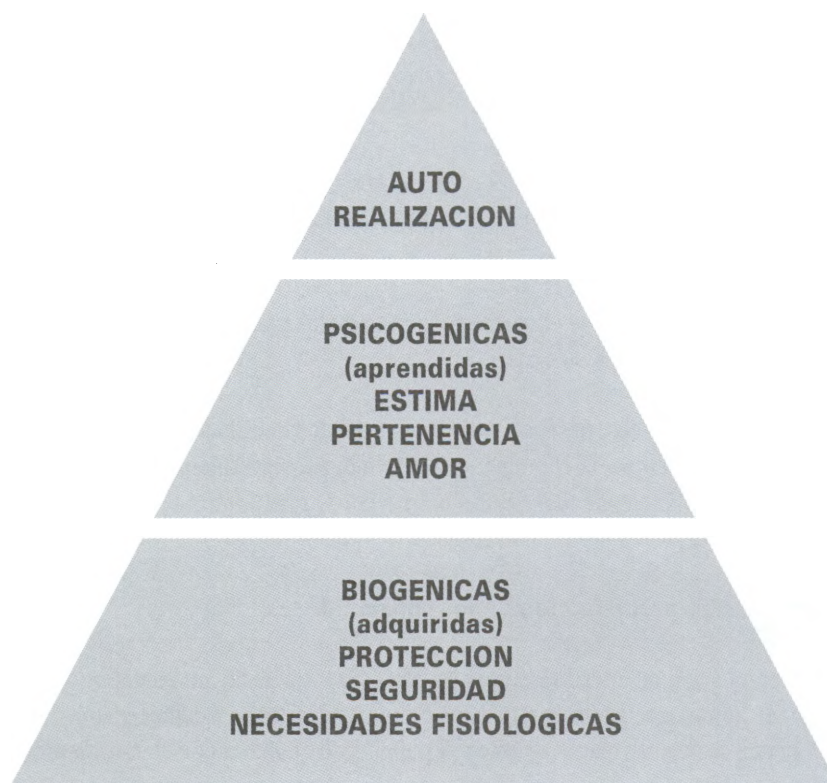 AUTO
REALIZACION
PSICOGENICAS
(aprendidas)
ESTIMA
PERTENENCIA
AMOR
BIOGENICAS
(adquiridas)
PROTECCION
SEGURIDAD
NECESIDADES FISIOLOGICAS